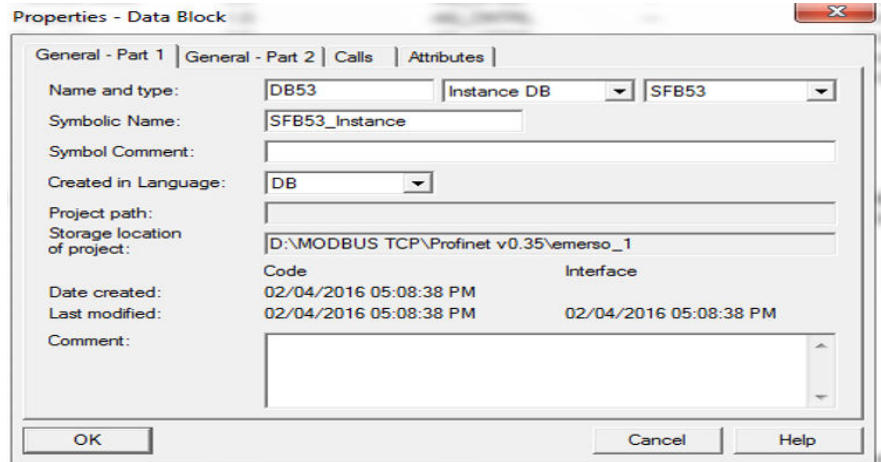 Properties - Data Block
General - Part 1 General - Part 2 Calls Attributes
Name and type: DB53 Instance DB SFB53
Symbolic Name: SFB53_Instance
Symbol Comment:
Created in Language: DB
Project path:
Storage location
of project: D:\MODBUS TCP\Profinet v0.35\emerso_1
Code Interface
Date created: 02/04/2016 05:08:38 PM
Last modified: 02/04/2016 05:08:38 PM 02/04/2016 05:08:38 PM
Comment:
OK Cancel Help